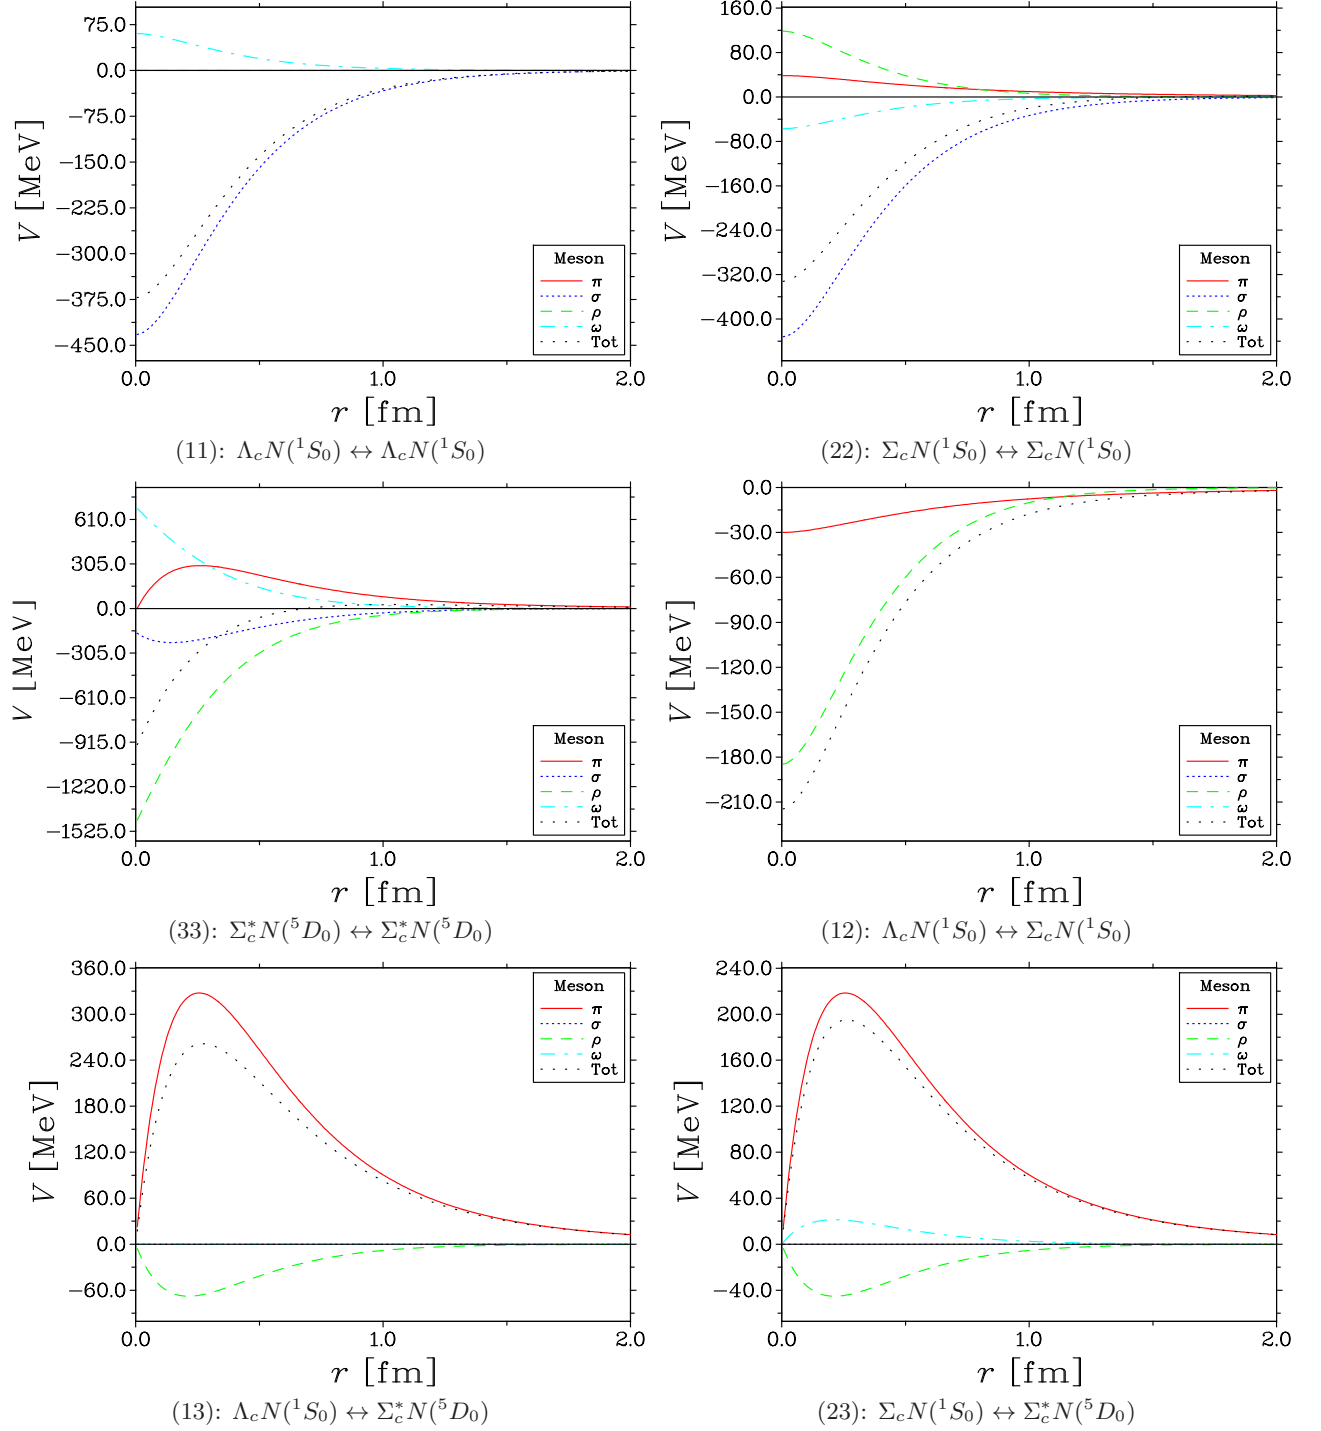 75.0
0.0
−75.0
−150.0
−225.0
−300.0
−375.0
−450.0
V [MeV]
Meson
π
σ
ρ
ω
Tot
0.0 1.0 2.0
r [fm]
(11): Λ_cN(¹S₀) ↔ Λ_cN(¹S₀)
160.0
80.0
0.0
−80.0
−160.0
−240.0
−320.0
−400.0
V [MeV]
Meson
π
σ
ρ
ω
Tot
0.0 1.0 2.0
r [fm]
(22): Σ_cN(¹S₀) ↔ Σ_cN(¹S₀)
610.0
305.0
0.0
−305.0
−610.0
−915.0
−1220.0
−1525.0
V [MeV]
Meson
π
σ
ρ
ω
Tot
0.0 1.0 2.0
r [fm]
(33): Σ_c*N(⁵D₀) ↔ Σ_c*N(⁵D₀)
0.0
−30.0
−60.0
−90.0
−120.0
−150.0
−180.0
−210.0
V [MeV]
Meson
π
σ
ρ
ω
Tot
0.0 1.0 2.0
r [fm]
(12): Λ_cN(¹S₀) ↔ Σ_cN(¹S₀)
360.0
300.0
240.0
180.0
120.0
60.0
0.0
−60.0
V [MeV]
Meson
π
σ
ρ
ω
Tot
0.0 1.0 2.0
r [fm]
(13): Λ_cN(¹S₀) ↔ Σ_c*N(⁵D₀)
240.0
200.0
160.0
120.0
80.0
40.0
0.0
−40.0
V [MeV]
Meson
π
σ
ρ
ω
Tot
0.0 1.0 2.0
r [fm]
(23): Σ_cN(¹S₀) ↔ Σ_c*N(⁵D₀)